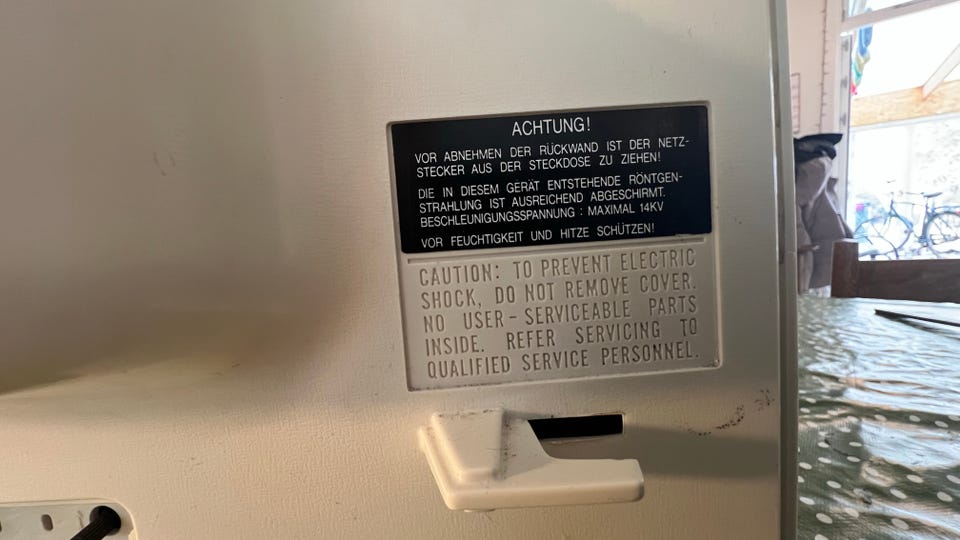 ACHTUNG!
VOR ABNEHMEN DER RÜCKWAND IST DER NETZ-
STECKER AUS DER STECKDOSE ZU ZIEHEN!
DIE IN DIESEM GERÄT ENTSTEHENDE RÖNTGEN-
STRAHLUNG IST AUSREICHEND ABGESCHIRMT.
BESCHLEUNIGUNGSSPANNUNG : MAXIMAL 14KV
VOR FEUCHTIGKEIT UND HITZE SCHÜTZEN!
CAUTION: TO PREVENT ELECTRIC
SHOCK, DO NOT REMOVE COVER.
NO USER-SERVICEABLE PARTS
INSIDE. REFER SERVICING TO
QUALIFIED SERVICE PERSONNEL.